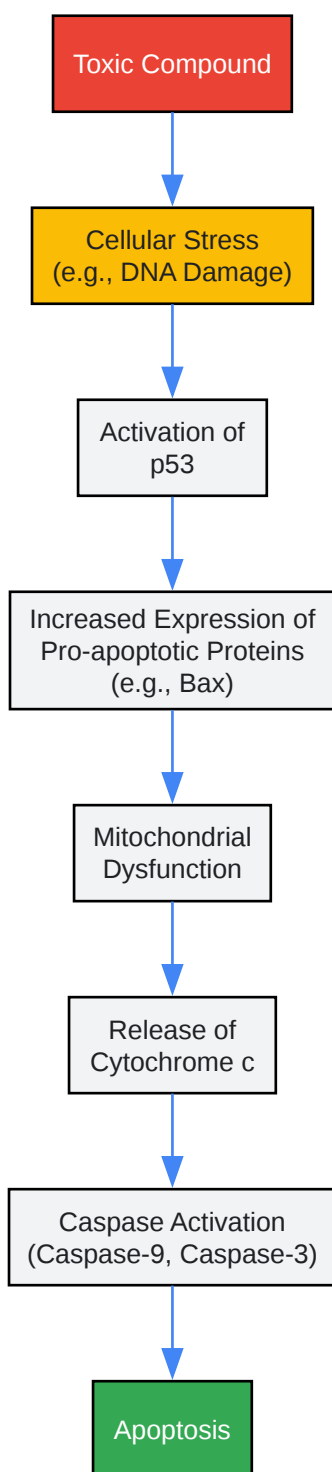 Toxic Compound
Cellular Stress
(e.g., DNA Damage)
Activation of
p53
Increased Expression of
Pro-apoptotic Proteins
(e.g., Bax)
Mitochondrial
Dysfunction
Release of
Cytochrome c
Caspase Activation
(Caspase-9, Caspase-3)
Apoptosis